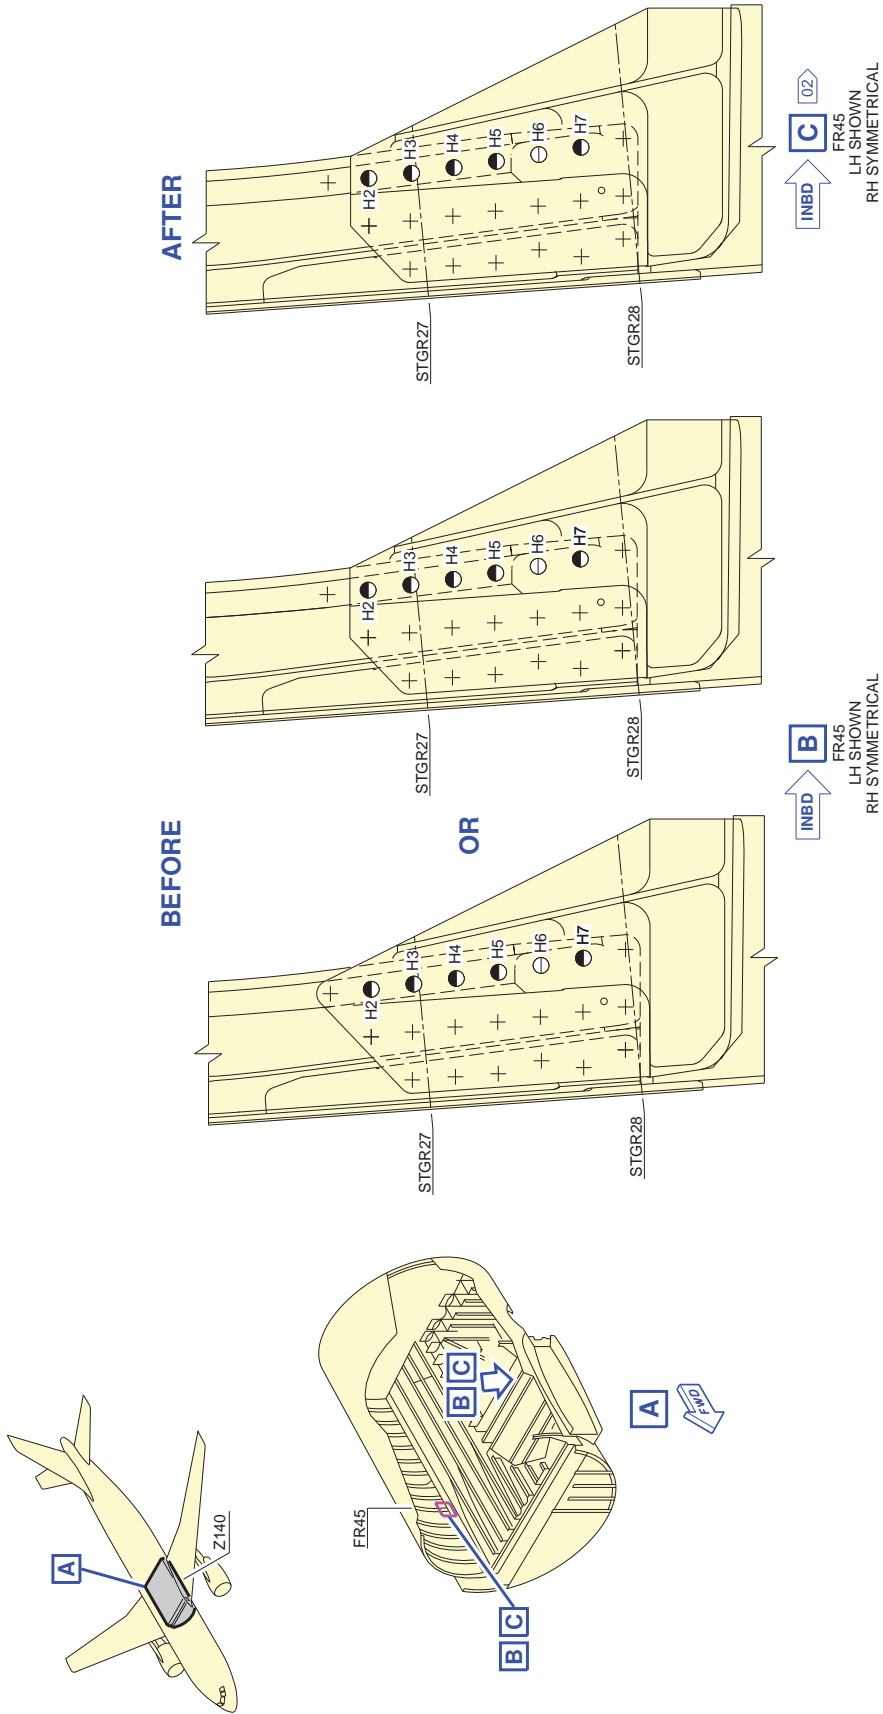 A
Z140
FR45
B C
B C
A
FWD
BEFORE
OR
H2
H3
H4
H5
H6
H7
STGR27
STGR28
H2
H3
H4
H5
H6
H7
STGR27
STGR28
INBD
B
FR45
LH SHOWN
RH SYMMETRICAL
AFTER
H2
H3
H4
H5
H6
H7
STGR27
STGR28
INBD
C 02
FR45
LH SHOWN
RH SYMMETRICAL